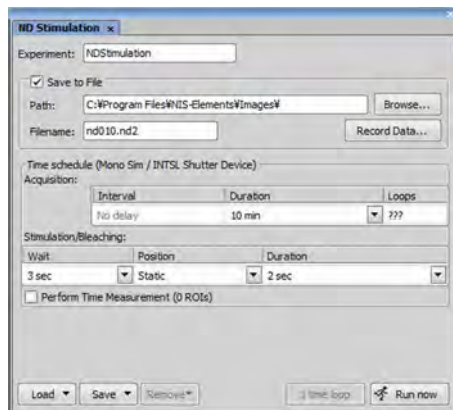 ND Stimulation x
Experiment: NDStimulation
Save to File
Path: C:¥Program Files¥NIS-Elements¥Images¥ Browse...
Filename: nd010.nd2 Record Data...
Time schedule (Mono Sim / INTSL Shutter Device)
Acquisition:
Interval Duration Loops
No delay 10 min ???
Stimulation/Bleaching:
Wait Position Duration
3 sec Static 2 sec
Perform Time Measurement (0 ROIs)
Load Save Remove 1 time loop Run now